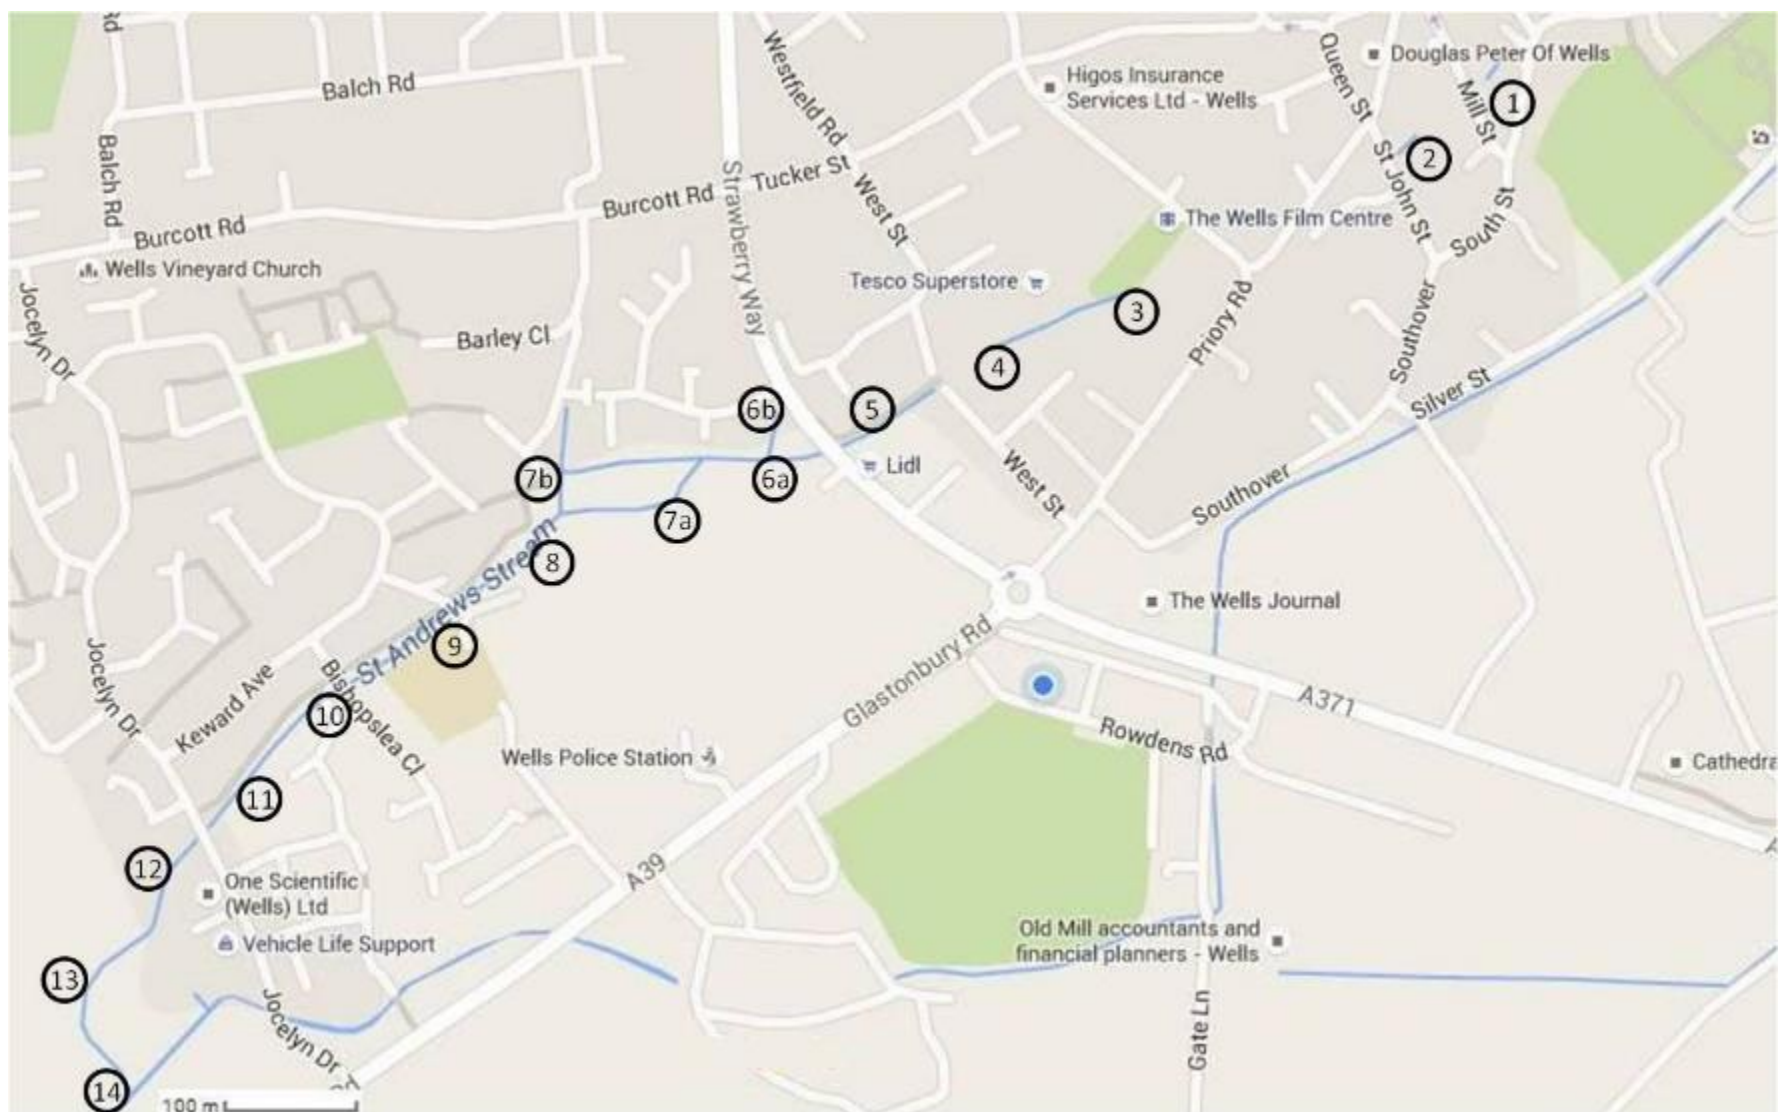 Rd
Balch Rd
Balch Rd
Westfield Rd
Higos Insurance
Services Ltd - Wells
Queen St
Douglas Peter Of Wells
Mill St
1
2
St John St
South St
Strawberry Way
Tucker St
Burcott Rd
Burcott Rd
West St
The Wells Film Centre
Wells Vineyard Church
Tesco Superstore
Jocelyn Dr
Barley Cl
3
4
Priory Rd
Southover
Silver St
6b
5
Lidl
7b
6a
7a
West St
Southover
8
St Andrews Stream
9
The Wells Journal
Glastonbury Rd
A371
Jocelyn Dr
Keward Ave
10
Bishopslea Cl
Wells Police Station
Rowdens Rd
Cathedra
11
12
A39
One Scientific
(Wells) Ltd
Vehicle Life Support
Old Mill accountants and
financial planners - Wells
13
Jocelyn Dr
Gate Ln
14
100 m